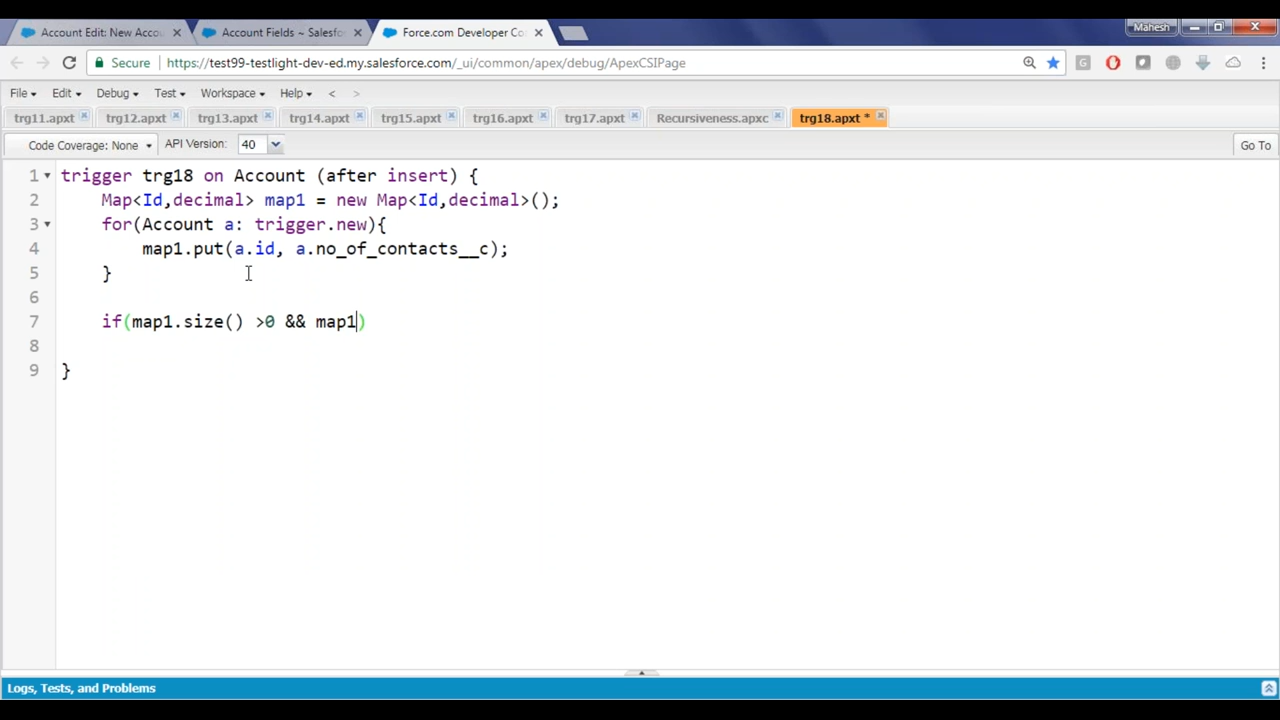 Account Edit: New Accou
Account Fields ~ Salesfor
Force.com Developer Co
Mahesh
Secure
https://test99-testlight-dev-ed.my.salesforce.com/_ui/common/apex/debug/ApexCSIPage
File Edit Debug Test Workspace Help < >
trg11.apxt trg12.apxt trg13.apxt trg14.apxt trg15.apxt trg16.apxt trg17.apxt Recursiveness.apxc trg18.apxt *
Code Coverage: None API Version: 40 Go To
1 trigger trg18 on Account (after insert) {
2 Map<Id,decimal> map1 = new Map<Id,decimal>();
3 for(Account a: trigger.new){
4 map1.put(a.id, a.no_of_contacts__c);
5 }
6
7 if(map1.size() >0 && map1)
8
9 }
Logs, Tests, and Problems